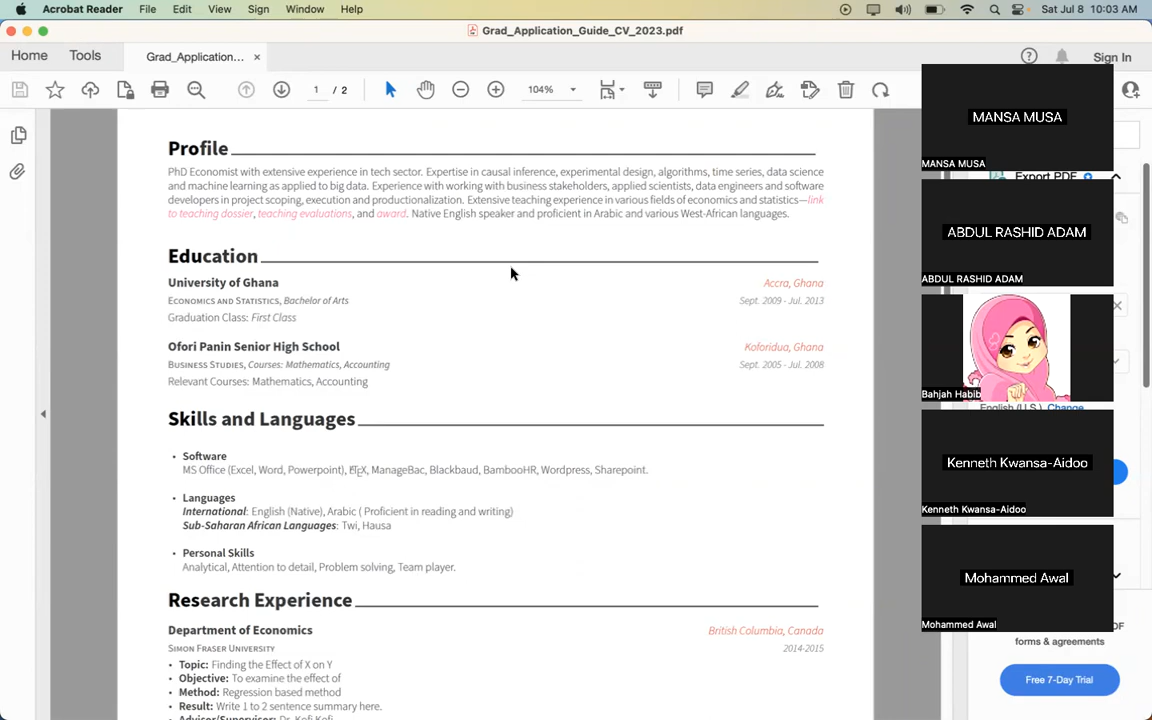 Acrobat Reader File Edit View Sign Window Help Sat Jul 8 10:03 AM
Grad_Application_Guide_CV_2023.pdf
Home Tools Grad_Application... × Sign In
1 / 2 104%
Profile
PhD Economist with extensive experience in tech sector. Expertise in causal inference, experimental design, algorithms, time series, data science
and machine learning as applied to big data. Experience with working with business stakeholders, applied scientists, data engineers and software
developers in project scoping, execution and productionalization. Extensive teaching experience in various fields of economics and statistics—link
to teaching dossier, teaching evaluations, and award. Native English speaker and proficient in Arabic and various West-African languages.
Education
University of Ghana Accra, Ghana
Economics and Statistics, Bachelor of Arts Sept. 2009 - Jul. 2013
Graduation Class: First Class
Ofori Panin Senior High School Koforidua, Ghana
Business Studies, Courses: Mathematics, Accounting Sept. 2005 - Jul. 2008
Relevant Courses: Mathematics, Accounting
Skills and Languages
• Software
MS Office (Excel, Word, Powerpoint), LaTeX, ManageBac, Blackbaud, BambooHR, Wordpress, Sharepoint.
• Languages
International: English (Native), Arabic ( Proficient in reading and writing)
Sub-Saharan African Languages: Twi, Hausa
• Personal Skills
Analytical, Attention to detail, Problem solving, Team player.
Research Experience
Department of Economics British Columbia, Canada
Simon Fraser University 2014-2015
• Topic: Finding the Effect of X on Y
• Objective: To examine the effect of
• Method: Regression based method
• Result: Write 1 to 2 sentence summary here.
• Advisor/Supervisor: Dr. Kofi Kofi
MANSA MUSA
MANSA MUSA
Export PDF
ABDUL RASHID ADAM
ABDUL RASHID ADAM
Bahjah Habib
English (U.S.) Change
Kenneth Kwansa-Aidoo
Kenneth Kwansa-Aidoo
Mohammed Awal
Mohammed Awal
forms & agreements
Free 7-Day Trial